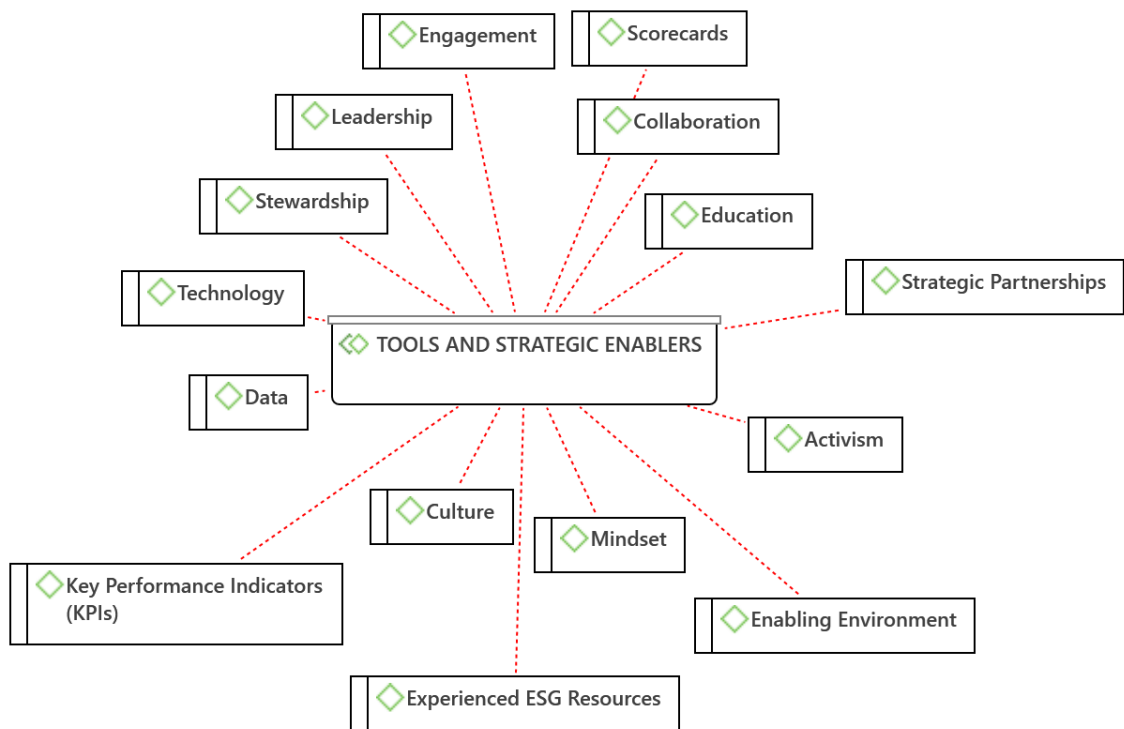 Engagement
Scorecards
Leadership
Collaboration
Stewardship
Education
Technology
Strategic Partnerships
TOOLS AND STRATEGIC ENABLERS
Data
Activism
Culture
Mindset
Key Performance Indicators
(KPIs)
Enabling Environment
Experienced ESG Resources